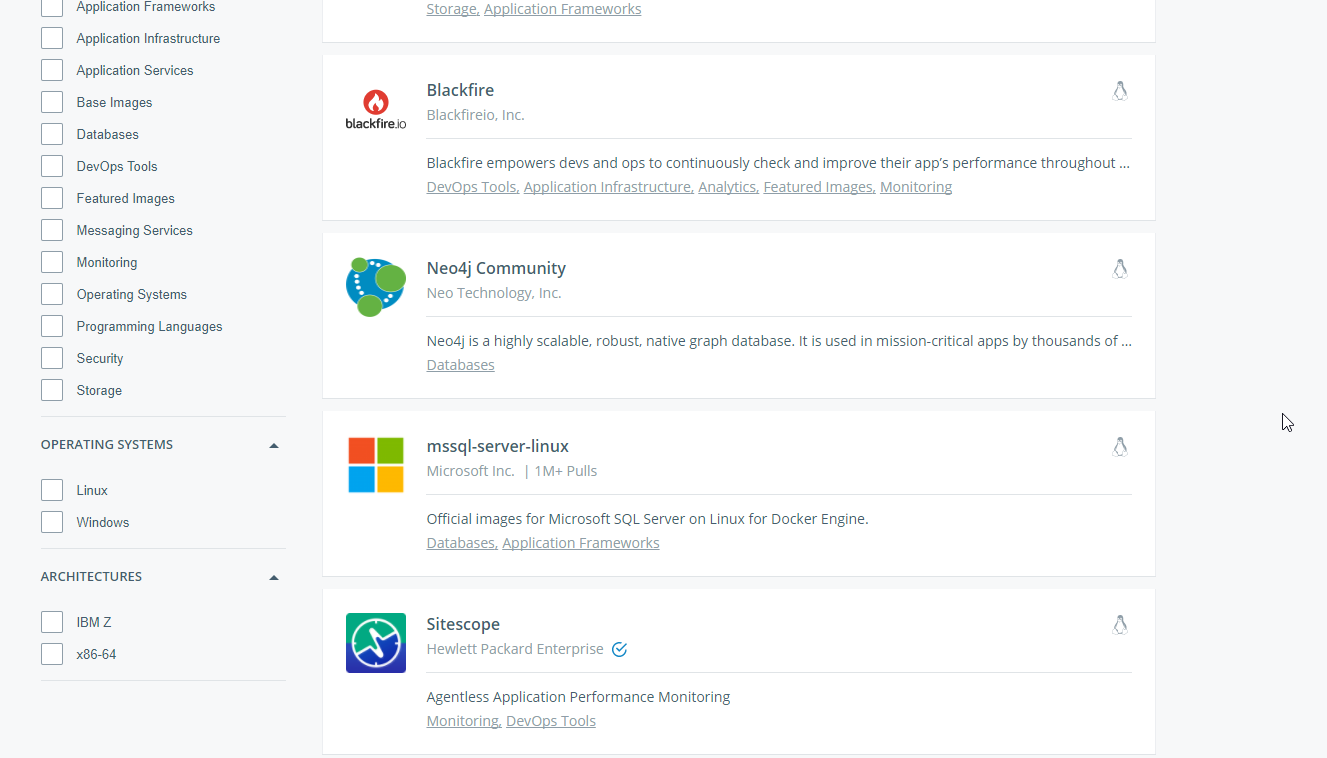 Application Frameworks
Application Infrastructure
Application Services
Base Images
Databases
DevOps Tools
Featured Images
Messaging Services
Monitoring
Operating Systems
Programming Languages
Security
Storage
OPERATING SYSTEMS
Linux
Windows
ARCHITECTURES
IBM Z
x86-64
Storage, Application Frameworks
blackfire.io
Blackfire
Blackfireio, Inc.
Blackfire empowers devs and ops to continuously check and improve their app’s performance throughout ...
DevOps Tools, Application Infrastructure, Analytics, Featured Images, Monitoring
Neo4j Community
Neo Technology, Inc.
Neo4j is a highly scalable, robust, native graph database. It is used in mission-critical apps by thousands of ...
Databases
mssql-server-linux
Microsoft Inc. | 1M+ Pulls
Official images for Microsoft SQL Server on Linux for Docker Engine.
Databases, Application Frameworks
Sitescope
Hewlett Packard Enterprise
Agentless Application Performance Monitoring
Monitoring, DevOps Tools